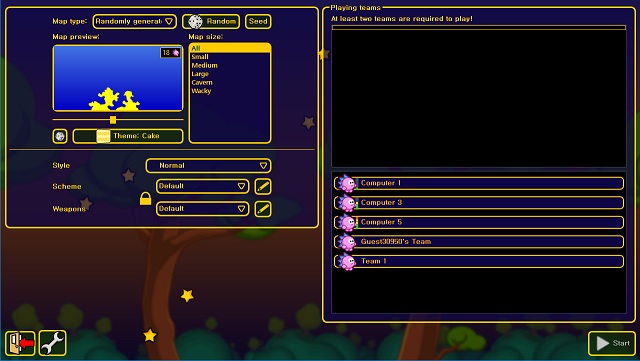 Map type:
Randomly generate
Random
Seed
Map preview:
Map size:
18
All
Small
Medium
Large
Cavern
Wacky
Theme: Cake
Style
Normal
Scheme
Default
Weapons
Default
Playing teams
At least two teams are required to play!
Computer 1
Computer 3
Computer 5
Guest30950's Team
Team 1
Start